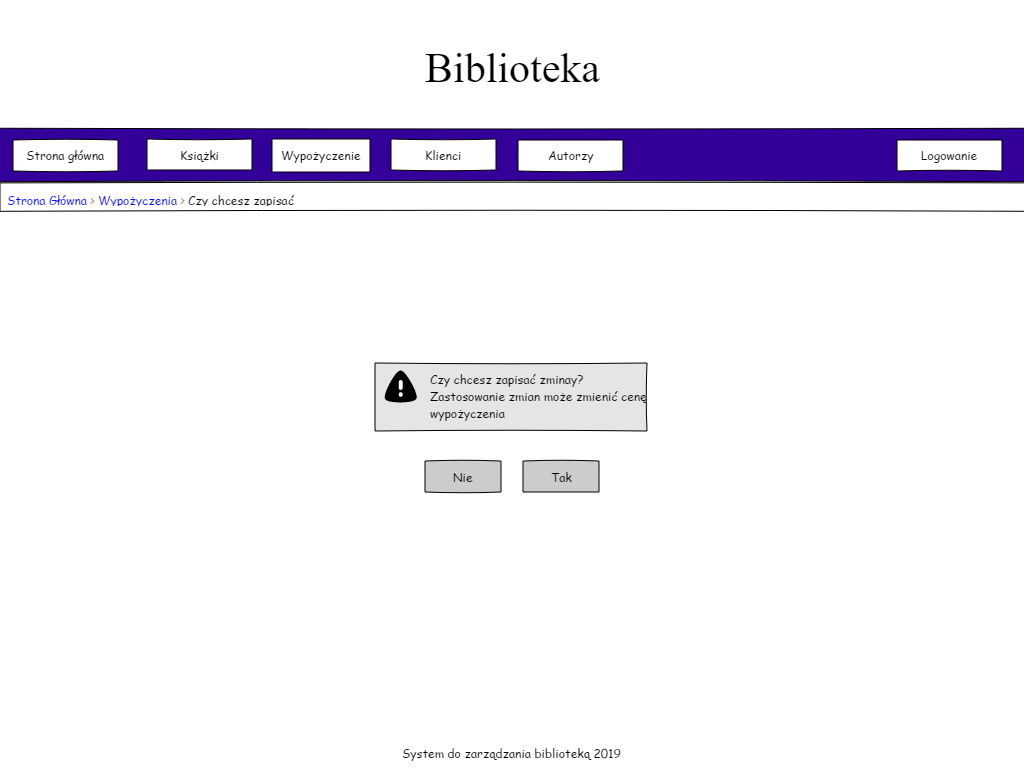 Biblioteka
Strona główna Książki Wypożyczenie Klienci Autorzy Logowanie
Strona Główna > Wypożyczenia > Czy chcesz zapisać
Czy chcesz zapisać zminay?
Zastosowanie zmian może zmienić cenę
wypożyczenia
Nie Tak
System do zarządzania biblioteką 2019